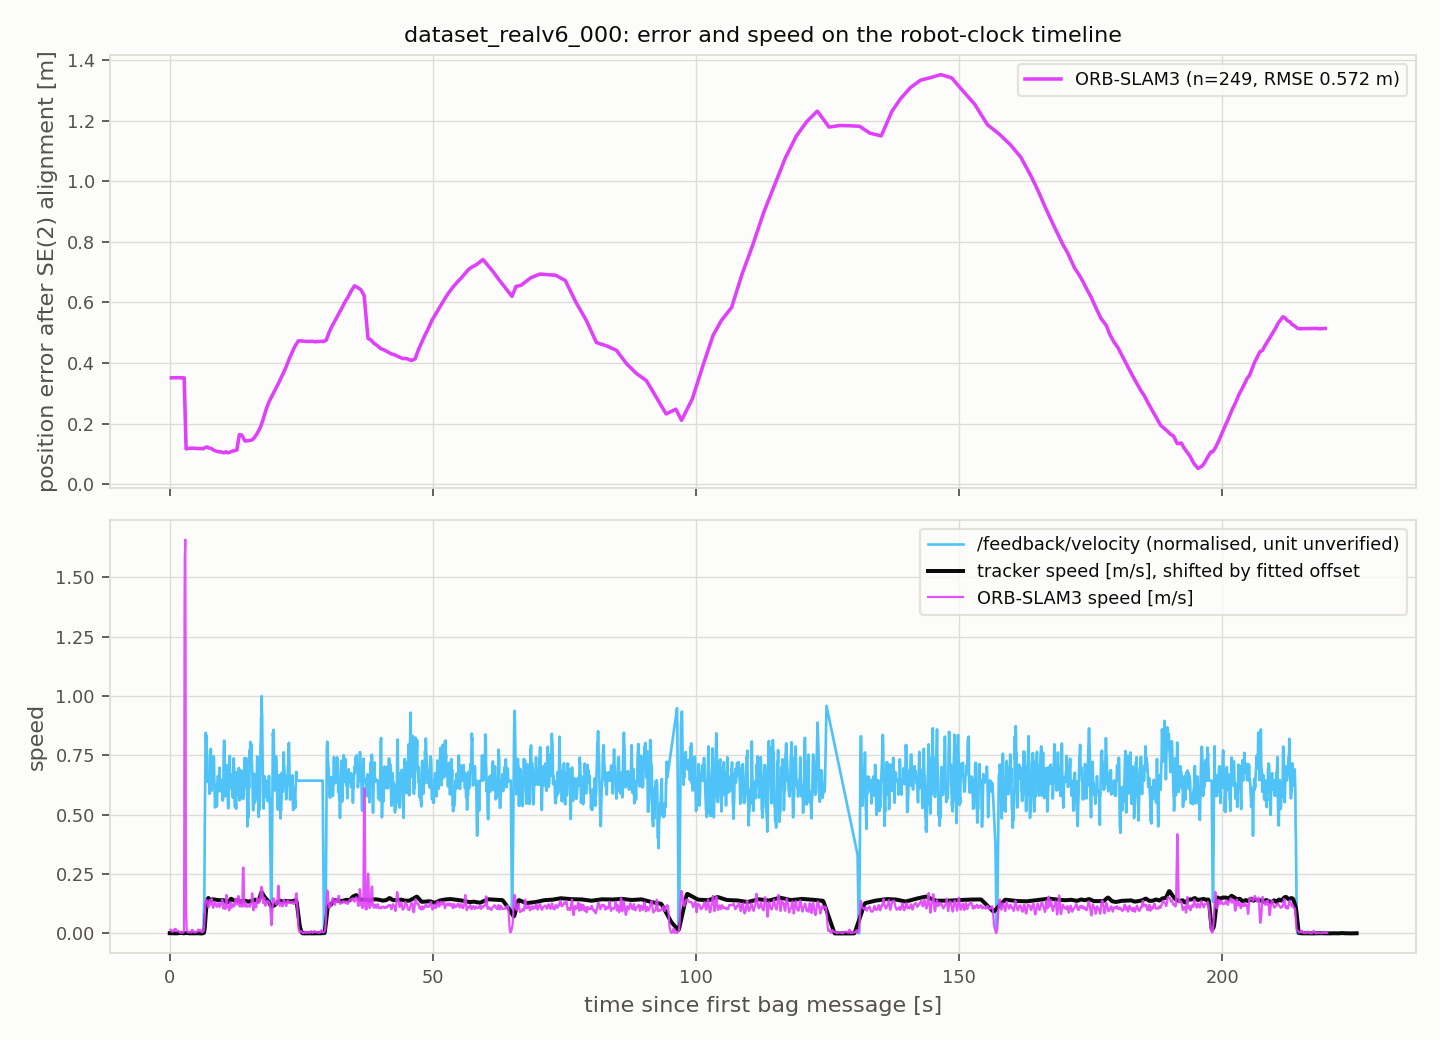 dataset_realv6_000: error and speed on the robot-clock timeline
position error after SE(2) alignment [m]
1.4
1.2
1.0
0.8
0.6
0.4
0.2
0.0
ORB-SLAM3 (n=249, RMSE 0.572 m)
speed
1.50
1.25
1.00
0.75
0.50
0.25
0.00
/feedback/velocity (normalised, unit unverified)
tracker speed [m/s], shifted by fitted offset
ORB-SLAM3 speed [m/s]
0
50
100
150
200
time since first bag message [s]